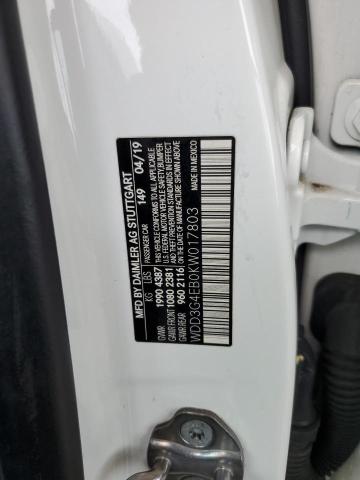 MFD BY DAIMLER AG STUTTGART
PASSENGER CAR 149 04/19
KG LBS
GVWR 1990 4387
GAWR FRONT 1080 2381
GAWR REAR 960 2116
THIS VEHICLE CONFORMS TO ALL APPLICABLE
U.S. FEDERAL MOTOR VEHICLE SAFETY, BUMPER
AND THEFT PREVENTION STANDARDS IN EFFECT
ON THE DATE OF MANUFACTURE SHOWN ABOVE
MADE IN MEXICO
WDD3G4EB0KW017803